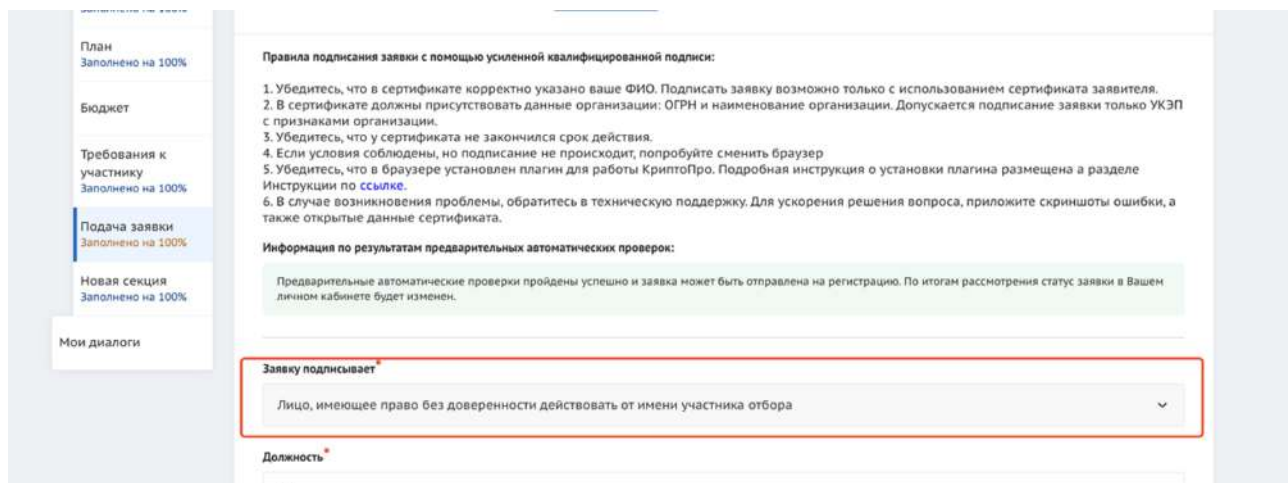 План
Заполнено на 100%
Бюджет
Требования к
участнику
Заполнено на 100%
Подача заявки
Заполнено на 100%
Новая секция
Заполнено на 100%
Мои диалоги
Правила подписания заявки с помощью усиленной квалифицированной подписи:
1. Убедитесь, что в сертификате корректно указано ваше ФИО. Подписать заявку возможно только с использованием сертификата заявителя.
2. В сертификате должны присутствовать данные организации: ОГРН и наименование организации. Допускается подписание заявки только УКЭП
с признаками организации.
3. Убедитесь, что у сертификата не закончился срок действия.
4. Если условия соблюдены, но подписание не происходит, попробуйте сменить браузер
5. Убедитесь, что в браузере установлен плагин для работы КриптоПро. Подробная инструкция о установки плагина размещена а разделе
Инструкции по ссылке.
6. В случае возникновения проблемы, обратитесь в техническую поддержку. Для ускорения решения вопроса, приложите скриншоты ошибки, а
также открытые данные сертификата.
Информация по результатам предварительных автоматических проверок:
Предварительные автоматические проверки пройдены успешно и заявка может быть отправлена на регистрацию. По итогам рассмотрения статус заявки в Вашем
личном кабинете будет изменен.
Заявку подписывает*
Лицо, имеющее право без доверенности действовать от имени участника отбора
Должность*